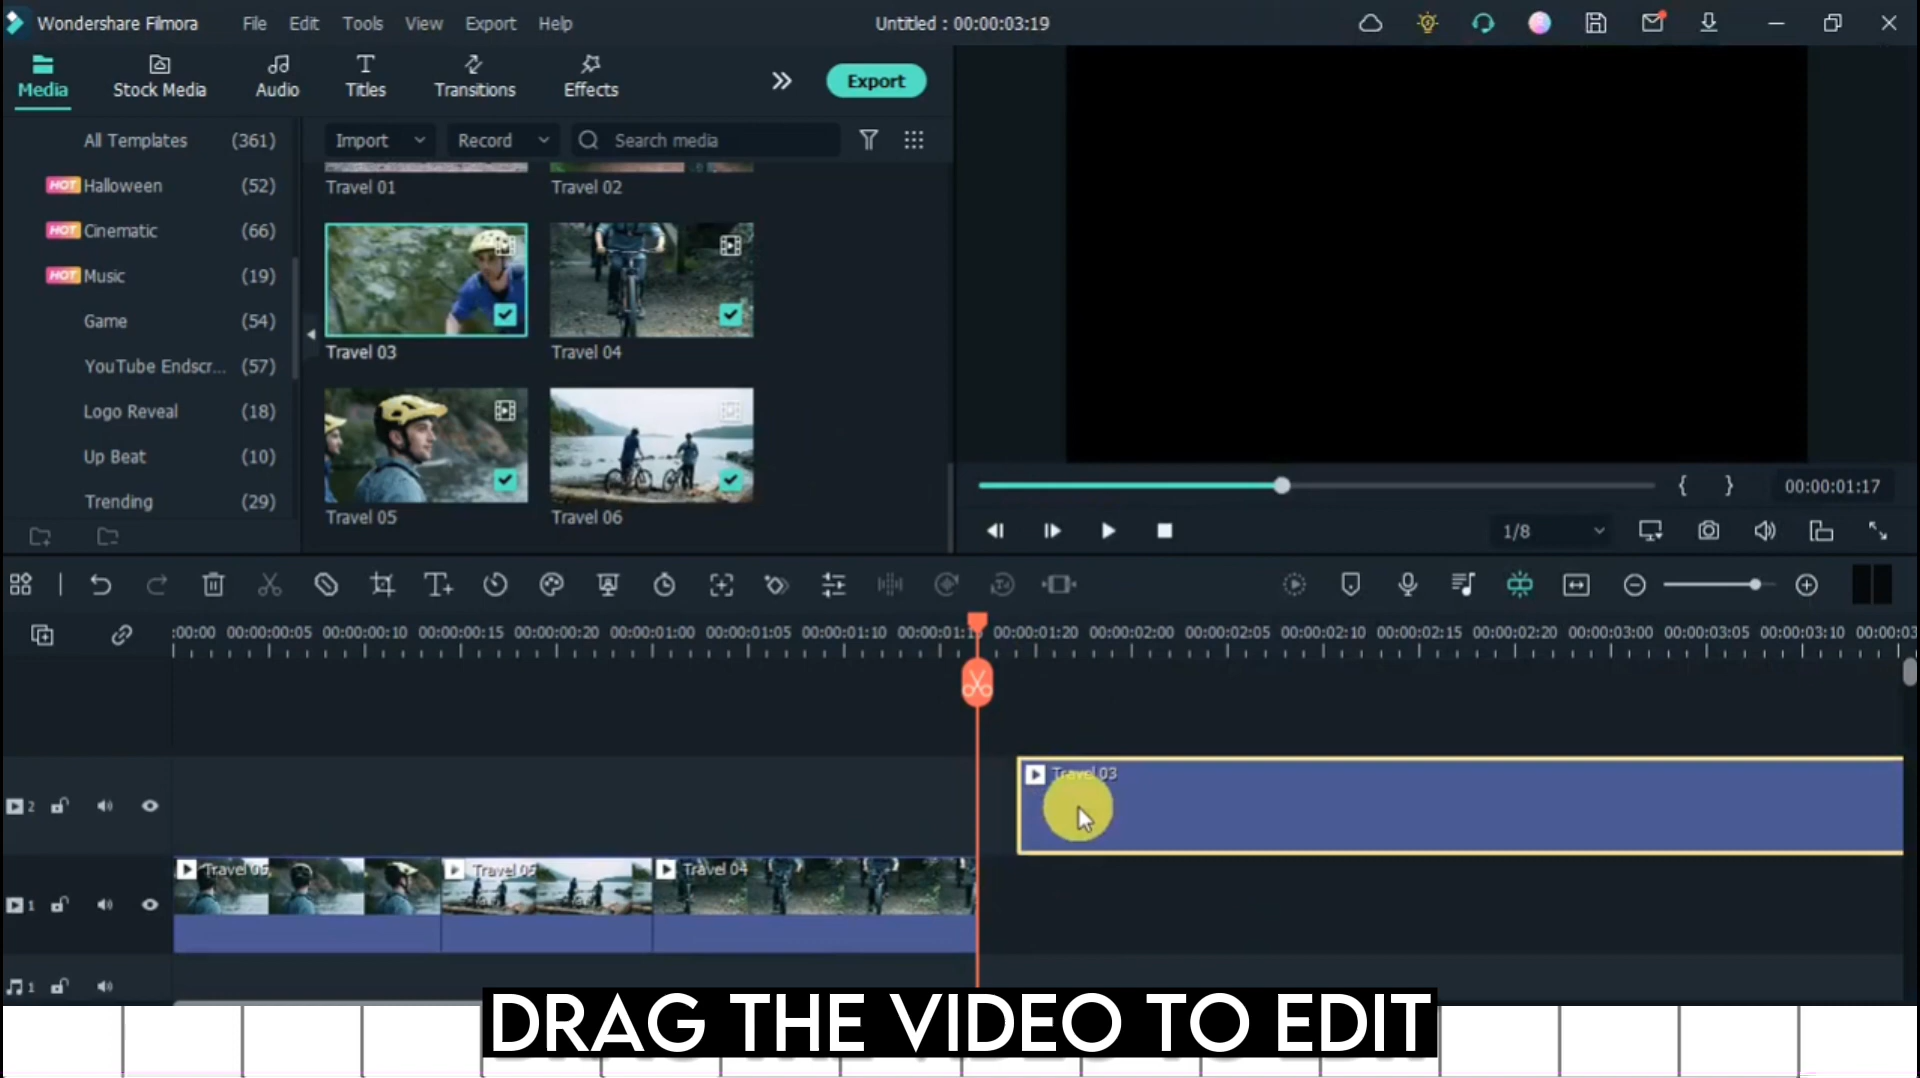 Wondershare Filmora
File Edit Tools View Export Help
Untitled : 00:00:03:19
Media Stock Media Audio Titles Transitions Effects
Export
All Templates (361)
HOT Halloween (52)
HOT Cinematic (66)
HOT Music (19)
Game (54)
YouTube Endscr... (57)
Logo Reveal (18)
Up Beat (10)
Trending (29)
Import Record Search media
Travel 01 Travel 02
Travel 03 Travel 04
Travel 05 Travel 06
{ } 00:00:01:17
1/8
:00:00 00:00:00:05 00:00:00:10 00:00:00:15 00:00:00:20 00:00:01:00 00:00:01:05 00:00:01:10 00:00:01:1 00:00:01:20 00:00:02:00 00:00:02:05 00:00:02:10 00:00:02:15 00:00:02:20 00:00:03:00 00:00:03:05 00:00:03:10 00:00:03
2
Travel 03
1
Travel 05 Travel 06 Travel 04
1
DRAG THE VIDEO TO EDIT